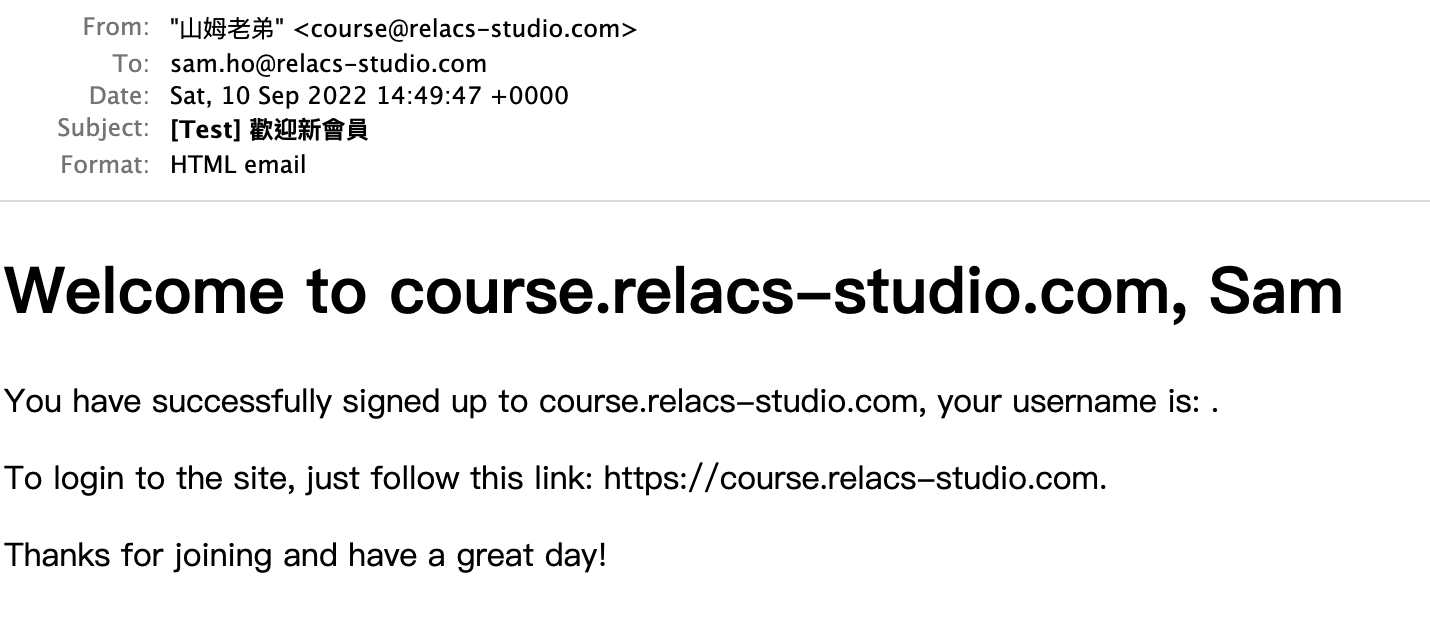 From: "山姆老弟" <course@relacs-studio.com>
To: sam.ho@relacs-studio.com
Date: Sat, 10 Sep 2022 14:49:47 +0000
Subject: [Test] 歡迎新會員
Format: HTML email
Welcome to course.relacs-studio.com, Sam
You have successfully signed up to course.relacs-studio.com, your username is: .
To login to the site, just follow this link: https://course.relacs-studio.com.
Thanks for joining and have a great day!